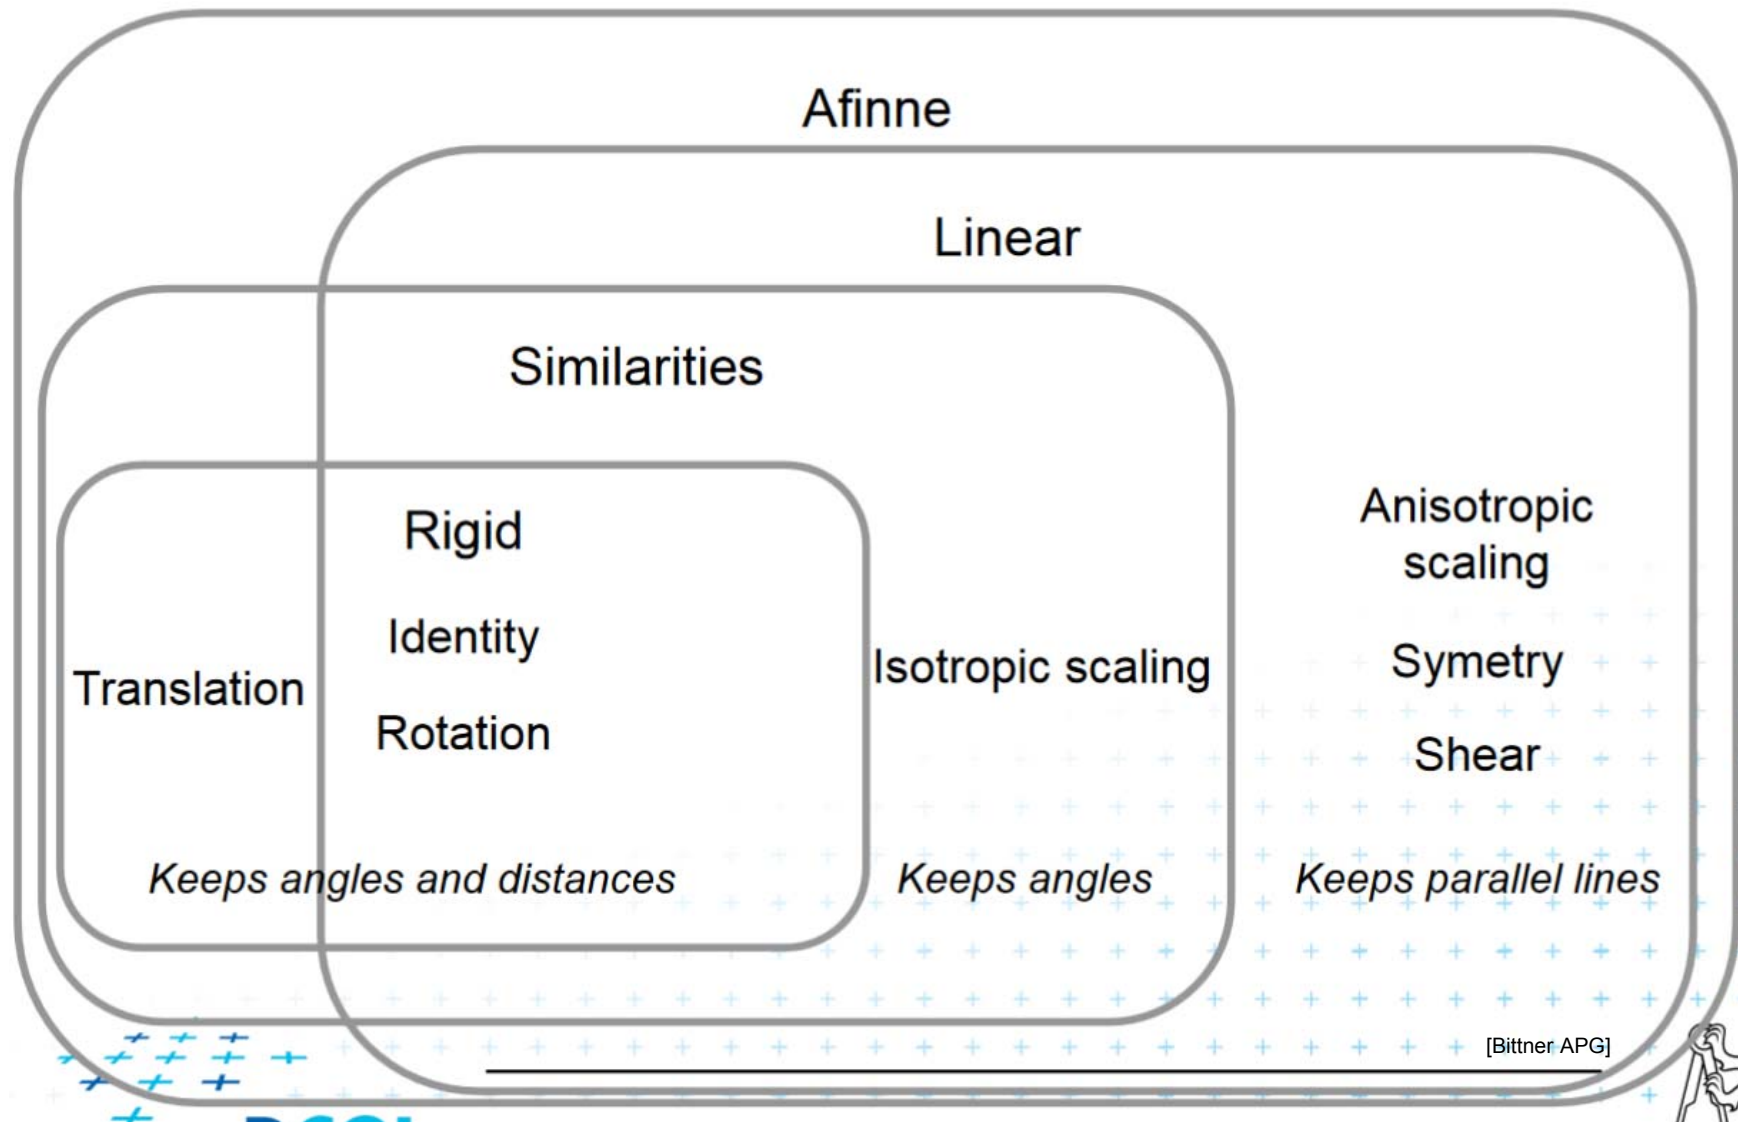 Afinne
Linear
Similarities
Rigid
Anisotropic
scaling
Identity
Translation
Isotropic scaling
Symetry
Rotation
Shear
Keeps angles and distances
Keeps angles
Keeps parallel lines
[Bittner APG]